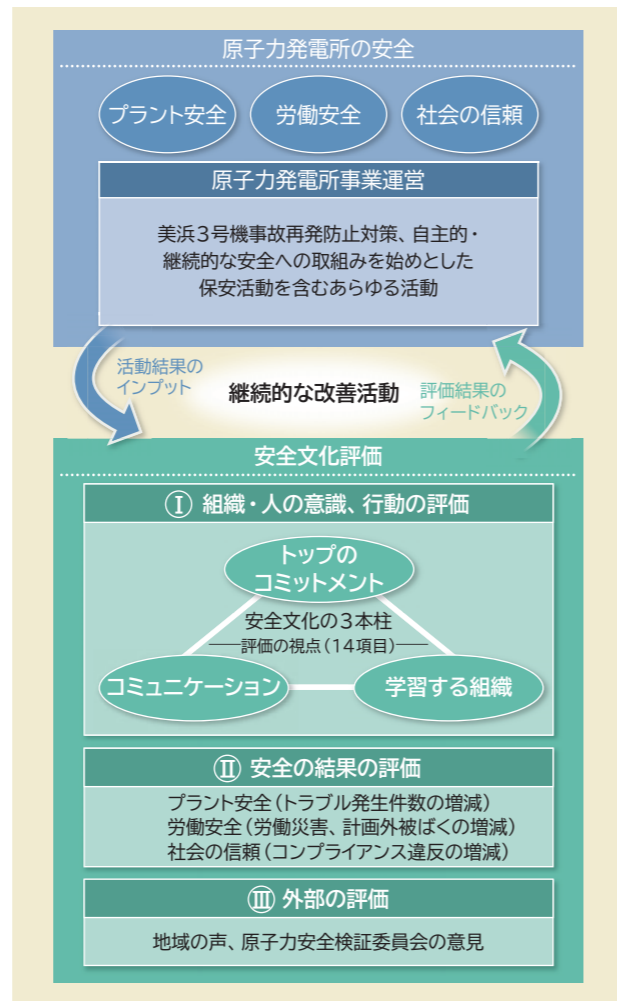 原子力発電所の安全
プラント安全
労働安全
社会の信頼
原子力発電所事業運営
美浜３号機事故再発防止対策、自主的・
継続的な安全への取組みを始めとした
保安活動を含むあらゆる活動
活動結果の
インプット
継続的な改善活動
評価結果の
フィードバック
安全文化評価
Ⅰ 組織・人の意識、行動の評価
トップの
コミットメント
安全文化の３本柱
評価の視点（１４項目）
コミュニケーション
学習する組織
Ⅱ 安全の結果の評価
プラント安全（トラブル発生件数の増減）
労働安全（労働災害、計画外被ばくの増減）
社会の信頼（コンプライアンス違反の増減）
Ⅲ 外部の評価
地域の声、原子力安全検証委員会の意見